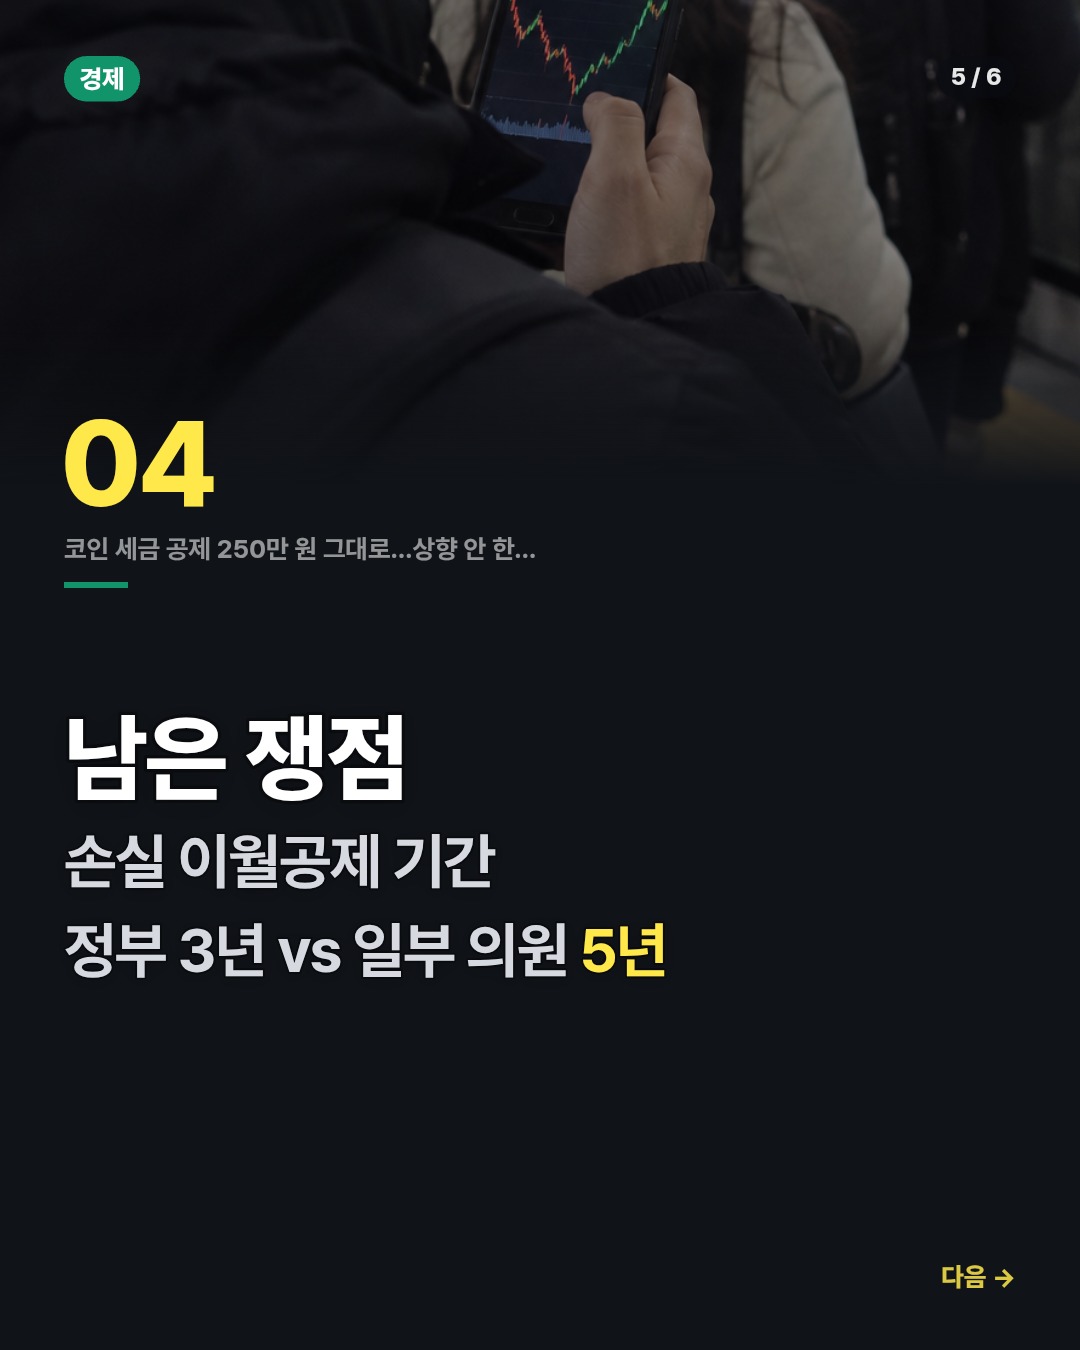 경제
5 / 6
04
코인 세금 공제 250만 원 그대로...상향 안 한...
남은 쟁점
손실 이월공제 기간
정부 3년 vs 일부 의원 5년
다음 →